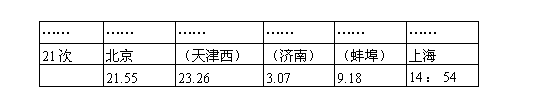 …… …… …… …… …… ……
21次 北京 （天津西） （济南） （蚌埠） 上海
21.55 23.26 3.07 9.18 14：54